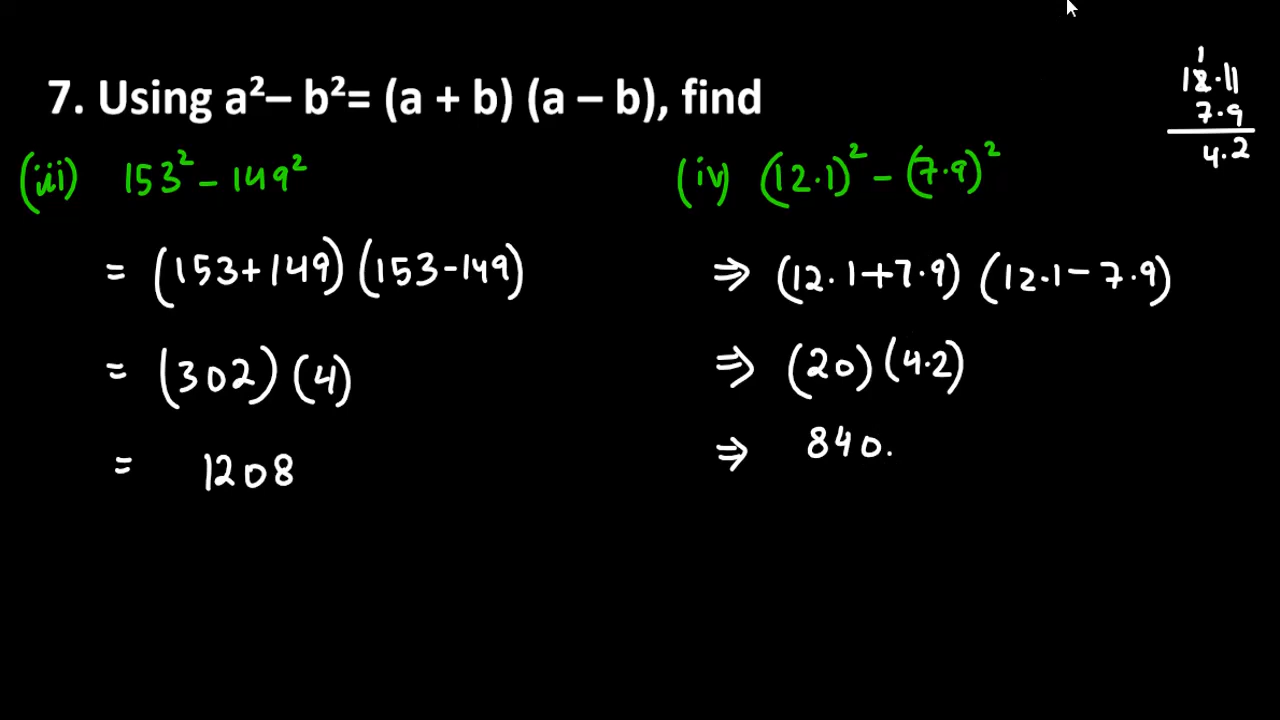 7. Using a²– b²= (a + b) (a – b), find
(iii) 153² - 149²
= (153+149) (153-149)
= (302) (4)
= 1208
(iv) (12.1)² - (7.9)²
⇒ (12.1+7.9) (12.1-7.9)
⇒ (20) (4.2)
⇒ 840.
1
12.11
7.9
4.2